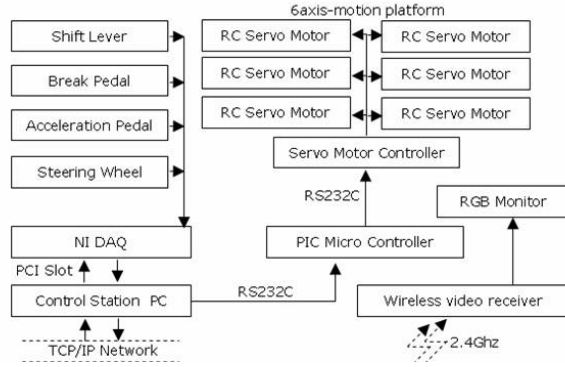 6axis-motion platform
Shift Lever
RC Servo Motor
RC Servo Motor
Break Pedal
RC Servo Motor
RC Servo Motor
Acceleration Pedal
RC Servo Motor
RC Servo Motor
Servo Motor Controller
Steering Wheel
RS232C
RGB Monitor
NI DAQ
PIC Micro Controller
PCI Slot
RS232C
Control Station PC
Wireless video receiver
TCP/IP Network
2.4Ghz